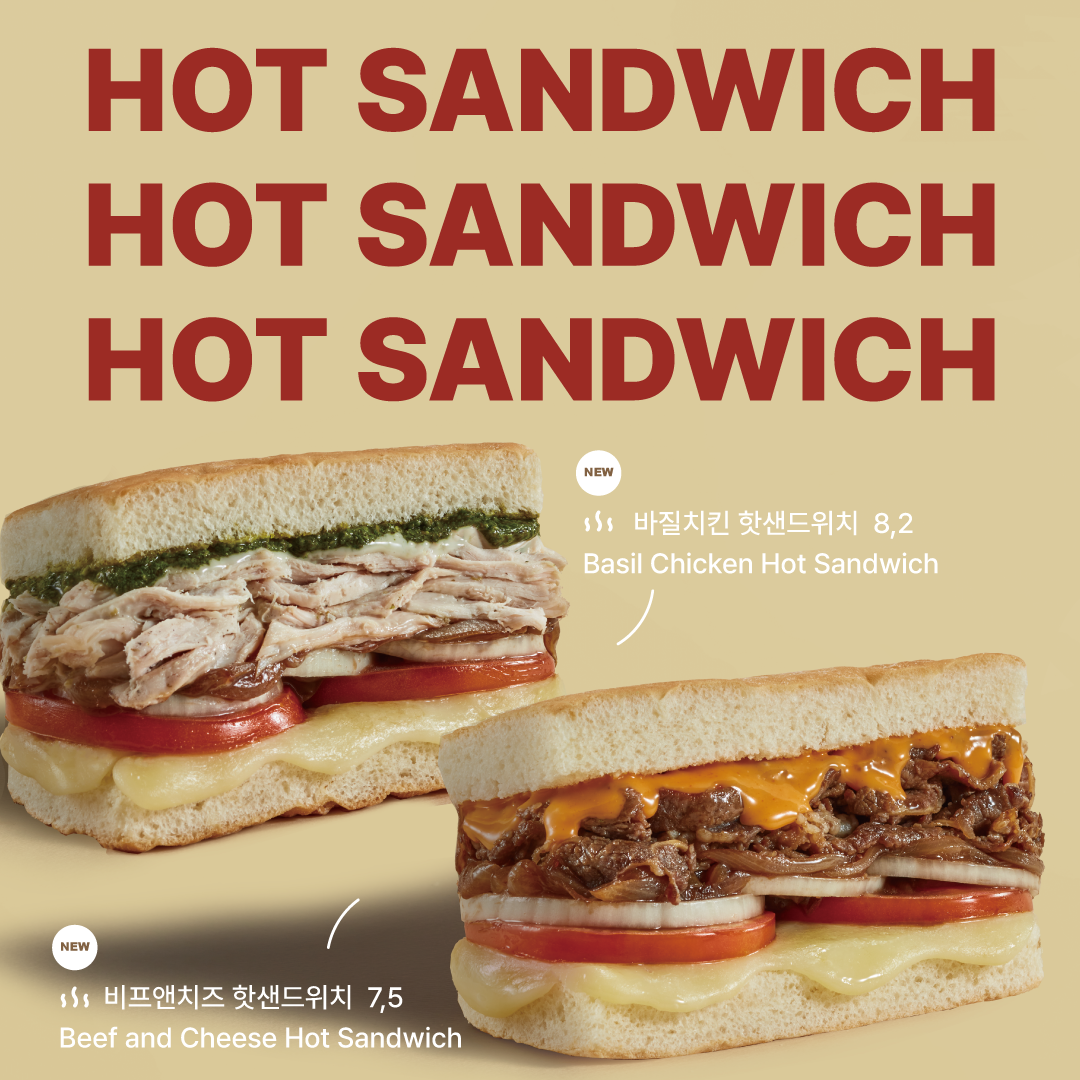 HOT SANDWICH
HOT SANDWICH
HOT SANDWICH
NEW
바질치킨 핫샌드위치 8,2
Basil Chicken Hot Sandwich
NEW
비프앤치즈 핫샌드위치 7,5
Beef and Cheese Hot Sandwich